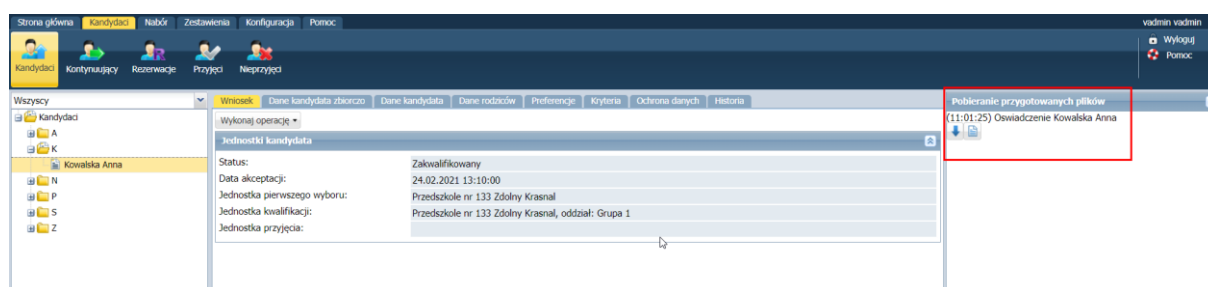 Strona główna Kandydaci Nabór Zestawienia Konfiguracja Pomoc vadmin vadmin
Wyloguj
Pomoc
Kandydaci Kontynuujący Rezerwacje Przyjęci Nieprzyjęci
Wszyscy
Kandydaci
A
K
Kowalska Anna
N
P
S
Z
Wniosek Dane kandydata zbiorczo Dane kandydata Dane rodziców Preferencje Kryteria Ochrona danych Historia
Wykonaj operację
Jednostki kandydata
Status: Zakwalifikowany
Data akceptacji: 24.02.2021 13:10:00
Jednostka pierwszego wyboru: Przedszkole nr 133 Zdolny Krasnal
Jednostka kwalifikacji: Przedszkole nr 133 Zdolny Krasnal, oddział: Grupa 1
Jednostka przyjęcia:
Pobieranie przygotowanych plików
(11:01:25) Oswiadczenie Kowalska Anna